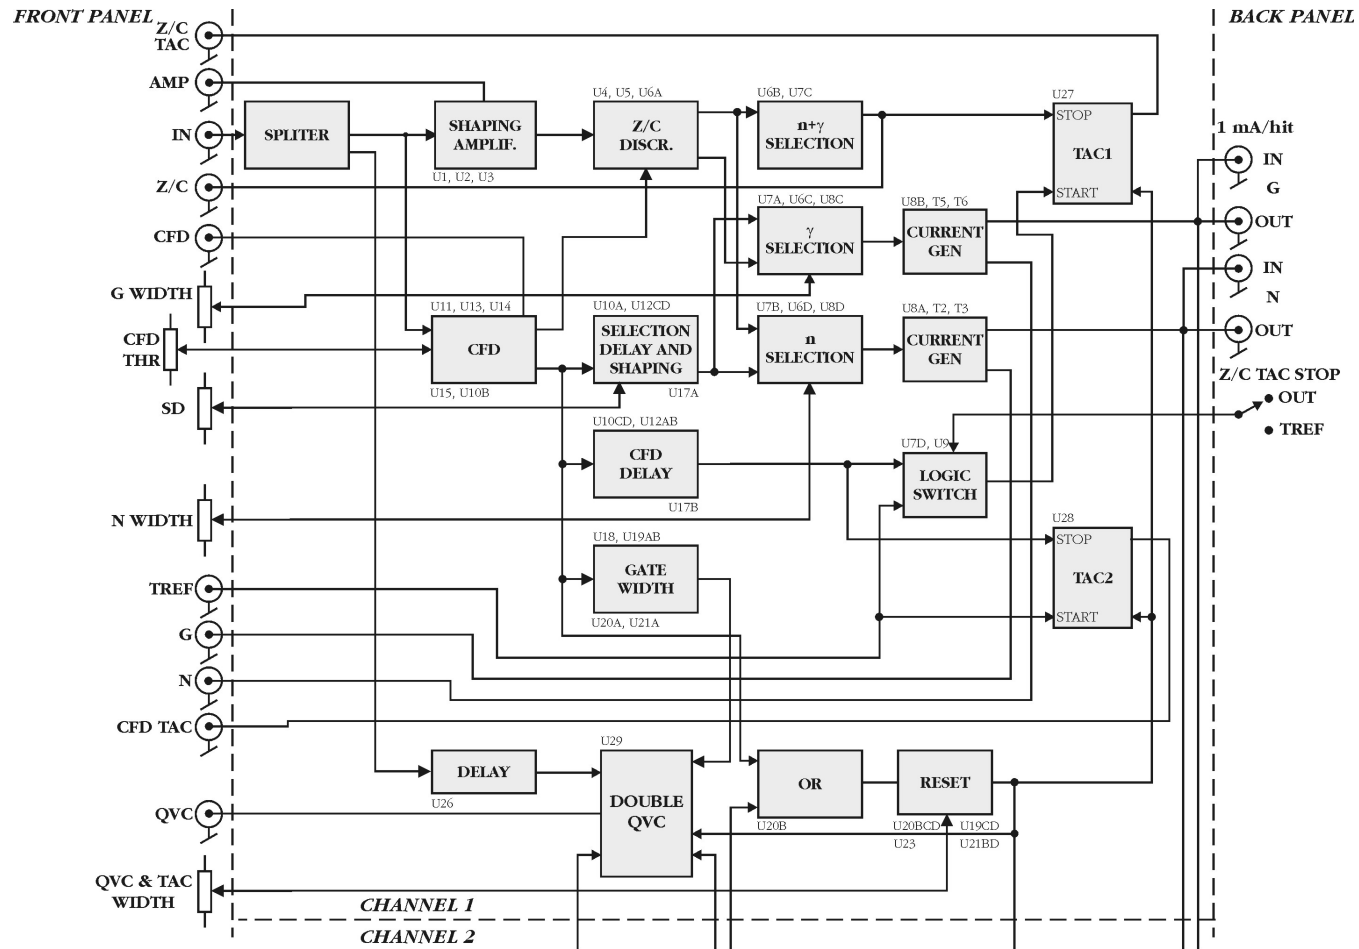 FRONT PANEL
BACK PANEL
Z/C
TAC
AMP
IN
Z/C
CFD
G WIDTH
CFD
THR
SD
N WIDTH
TREF
G
N
CFD TAC
QVC
QVC & TAC
WIDTH
SPLITER
SHAPING
AMPLIF.
U1, U2, U3
U4, U5, U6A
Z/C
DISCR.
U6B, U7C
n+γ
SELECTION
U27
STOP
TAC1
START
1 mA/hit
IN
G
OUT
IN
N
OUT
Z/C TAC STOP
OUT
TREF
U7A, U6C, U8C
γ
SELECTION
U8B, T5, T6
CURRENT
GEN
U11, U13, U14
CFD
U15, U10B
U10A, U12CD
SELECTION
DELAY AND
SHAPING
U17A
U7B, U6D, U8D
n
SELECTION
U8A, T2, T3
CURRENT
GEN
U10CD, U12AB
CFD
DELAY
U17B
U7D, U9
LOGIC
SWITCH
U18, U19AB
GATE
WIDTH
U20A, U21A
U28
STOP
TAC2
START
DELAY
U26
U29
DOUBLE
QVC
OR
U20B
RESET
U20BCD
U19CD
U23
U21BD
CHANNEL 1
CHANNEL 2